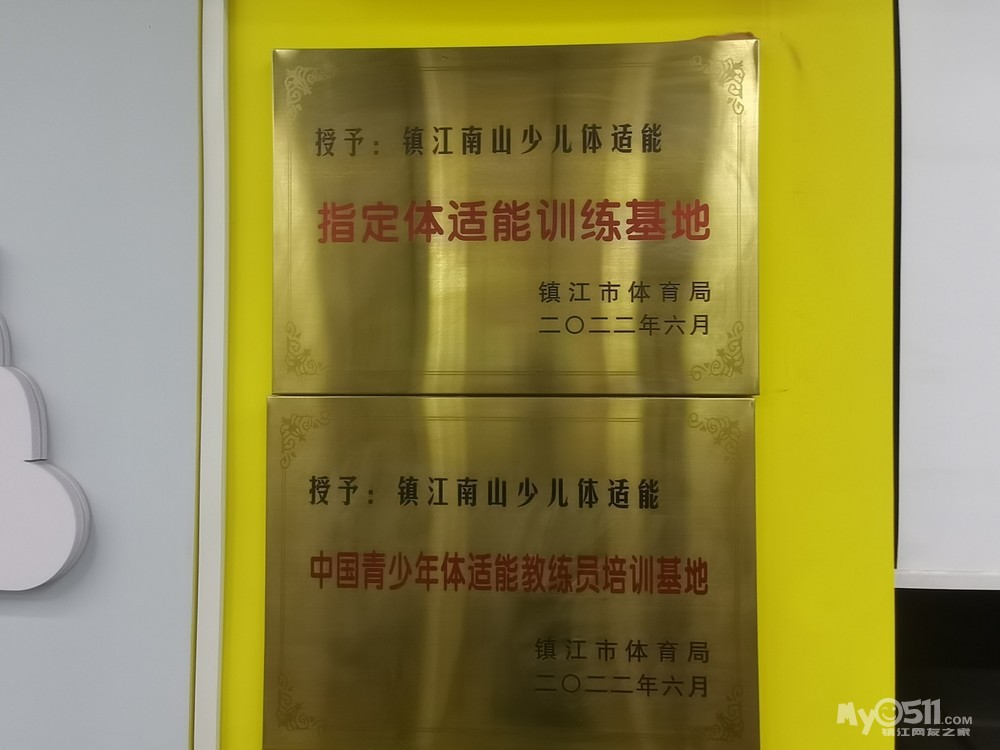 授予：镇江南山少儿体适能
指定体适能训练基地
镇江市体育局
二〇二二年六月
授予：镇江南山少儿体适能
中国青少年体适能教练员培训基地
镇江市体育局
二〇二二年六月
My0511.COM
镇江网友之家